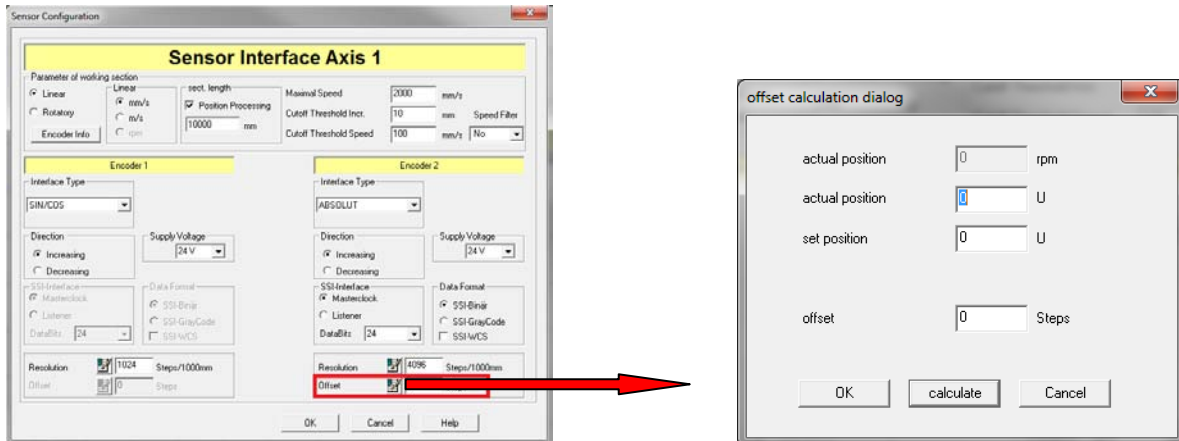 Sensor Configuration
Sensor Interface Axis 1
Parameter of working section
Linear
Rotatory
Encoder Info
Linear
mm/s
m/s
rpm
sect. length
Position Processing
10000 mm
Maximal Speed 2000 mm/s
Cutoff Threshold Incr. 10 mm
Cutoff Threshold Speed 100 mm/s
Speed Filter
No
Encoder 1
Interface Type
SIN/COS
Direction
Increasing
Decreasing
Supply Voltage
24 V
SSI-Interface
Masterclock
Listener
DataBits 24
Data Format
SSI-Binär
SSI-GrayCode
SSI-WCS
Resolution 1024 Steps/1000mm
Offset 0 Steps
Encoder 2
Interface Type
ABSOLUT
Direction
Increasing
Decreasing
Supply Voltage
24 V
SSI-Interface
Masterclock
Listener
DataBits 24
Data Format
SSI-Binär
SSI-GrayCode
SSI-WCS
Resolution 4096 Steps/1000mm
Offset
OK Cancel Help
offset calculation dialog
actual position 0 rpm
actual position 0 U
set position 0 U
offset 0 Steps
OK calculate Cancel